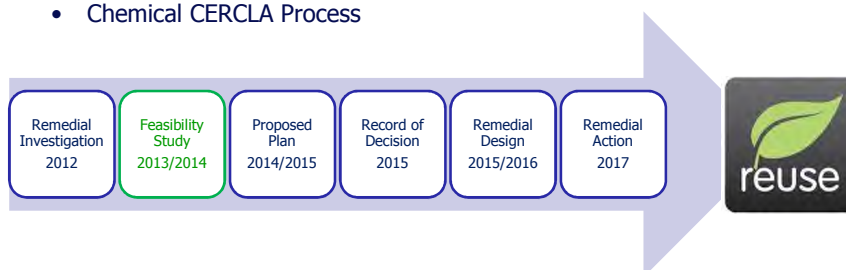 • Chemical CERCLA Process
Remedial
Investigation
2012
Feasibility
Study
2013/2014
Proposed
Plan
2014/2015
Record of
Decision
2015
Remedial
Design
2015/2016
Remedial
Action
2017
reuse